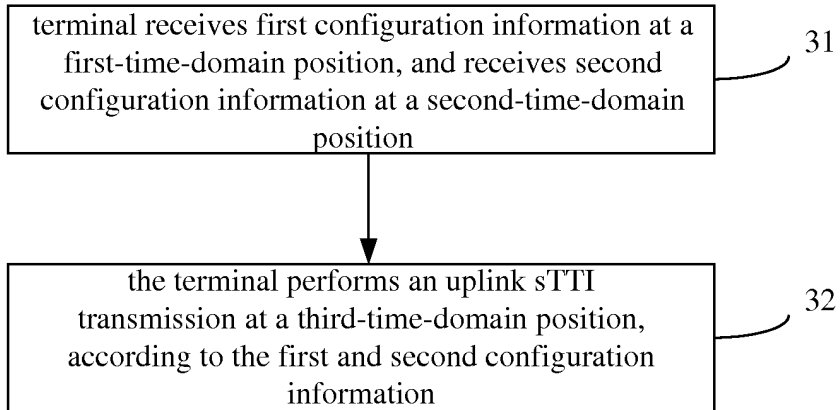 terminal receives first configuration information at a
first-time-domain position, and receives second
configuration information at a second-time-domain
position
31
the terminal performs an uplink sTTI
transmission at a third-time-domain position,
according to the first and second configuration
information
32